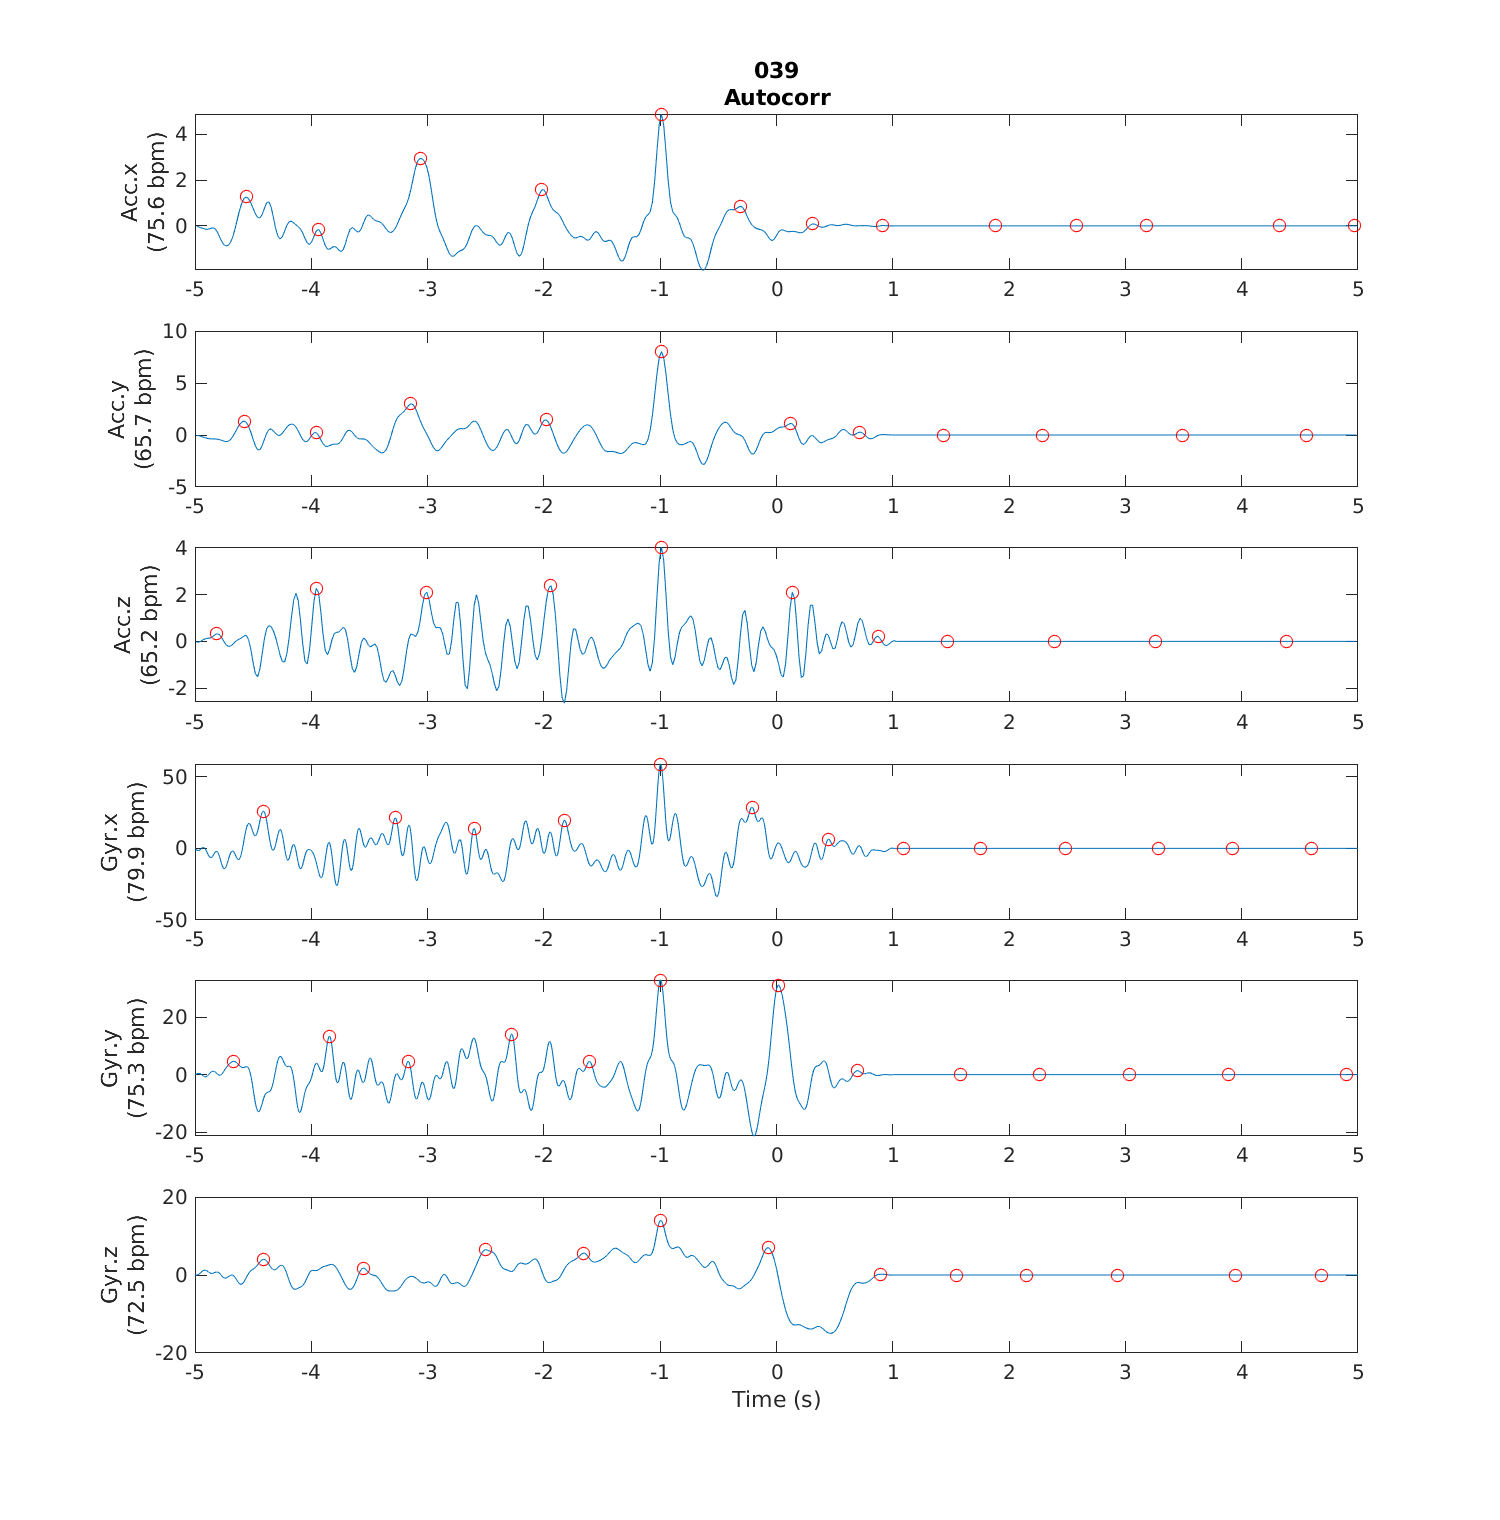 039
Autocorr
Acc.x
(75.6 bpm)
4
2
0
-5 -4 -3 -2 -1 0 1 2 3 4 5
Acc.y
(65.7 bpm)
10
5
0
-5
-5 -4 -3 -2 -1 0 1 2 3 4 5
Acc.z
(65.2 bpm)
4
2
0
-2
-5 -4 -3 -2 -1 0 1 2 3 4 5
Gyr.x
(79.9 bpm)
50
0
-50
-5 -4 -3 -2 -1 0 1 2 3 4 5
Gyr.y
(75.3 bpm)
20
0
-20
-5 -4 -3 -2 -1 0 1 2 3 4 5
Gyr.z
(72.5 bpm)
20
0
-20
-5 -4 -3 -2 -1 0 1 2 3 4 5
Time (s)